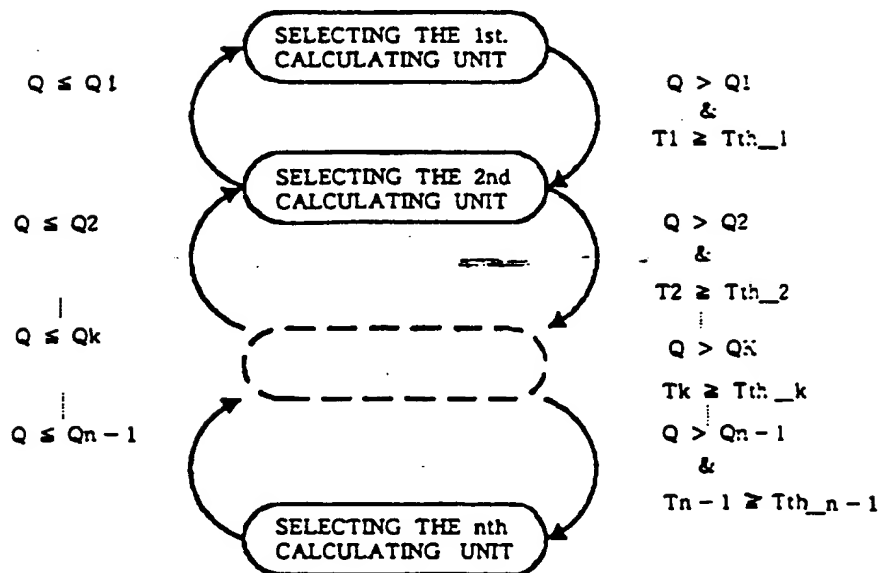 SELECTING THE 1st.
CALCULATING UNIT
Q ≤ Q1
Q > Q1
&
T1 ≧ Tth_1
SELECTING THE 2nd
CALCULATING UNIT
Q ≤ Q2
Q > Q2
&
T2 ≧ Tth_2
Q ≤ Qk
Q > QK
Tk ≧ Tth_k
Q ≤ Qn-1
Q > Qn-1
&
Tn-1 ≧ Tth_n-1
SELECTING THE nth
CALCULATING UNIT